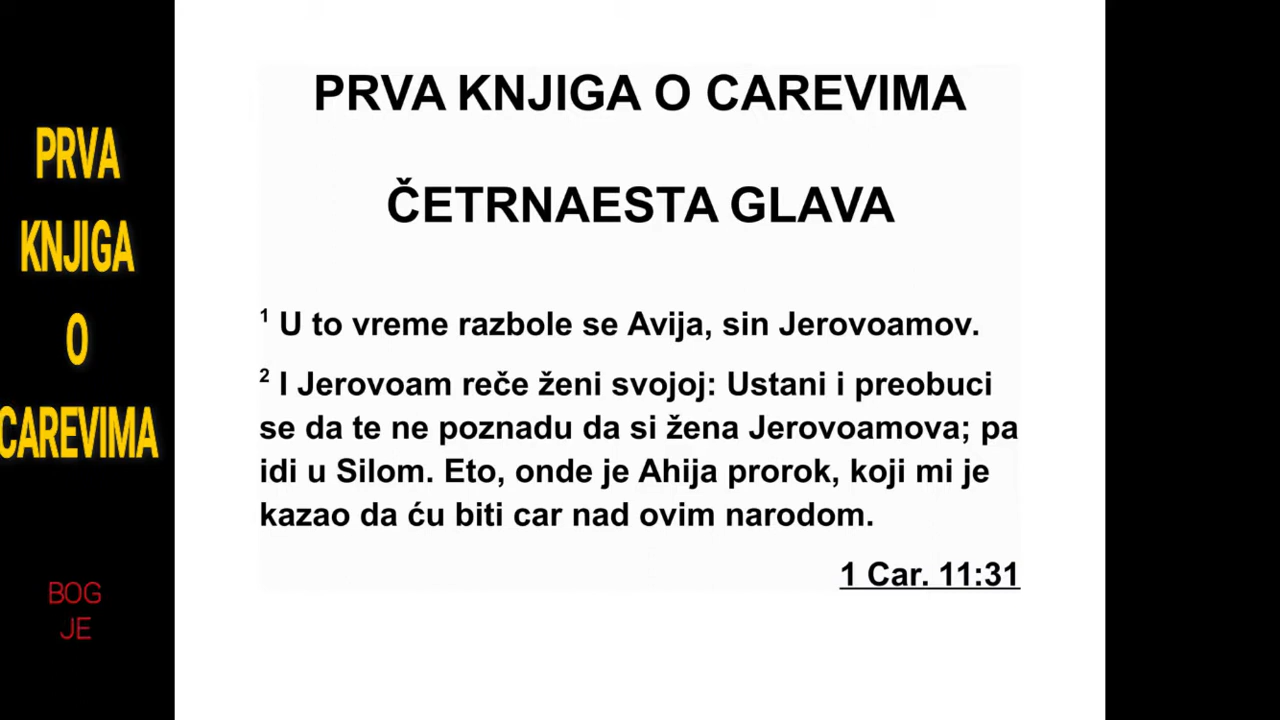 PRVA
KNJIGA
O
CAREVIMA
BOG
JE
PRVA KNJIGA O CAREVIMA
ČETRNAESTA GLAVA
1 U to vreme razbole se Avija, sin Jerovoamov.
2 I Jerovoam reče ženi svojoj: Ustani i preobuci
se da te ne poznadu da si žena Jerovoamova; pa
idi u Silom. Eto, onde je Ahija prorok, koji mi je
kazao da ću biti car nad ovim narodom.
1 Car. 11:31